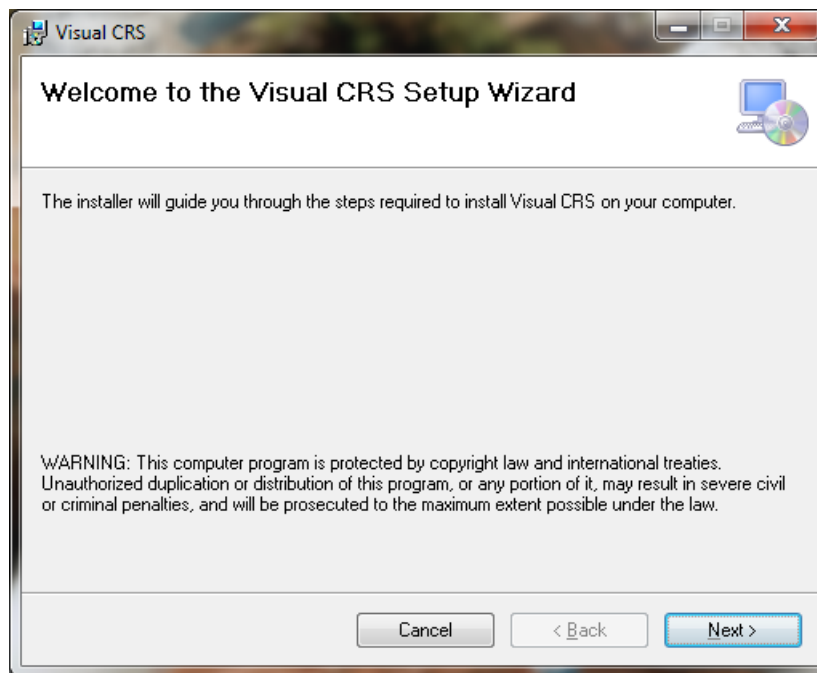 Visual CRS
Welcome to the Visual CRS Setup Wizard
The installer will guide you through the steps required to install Visual CRS on your computer.
WARNING: This computer program is protected by copyright law and international treaties.
Unauthorized duplication or distribution of this program, or any portion of it, may result in severe civil
or criminal penalties, and will be prosecuted to the maximum extent possible under the law.
Cancel < Back Next >